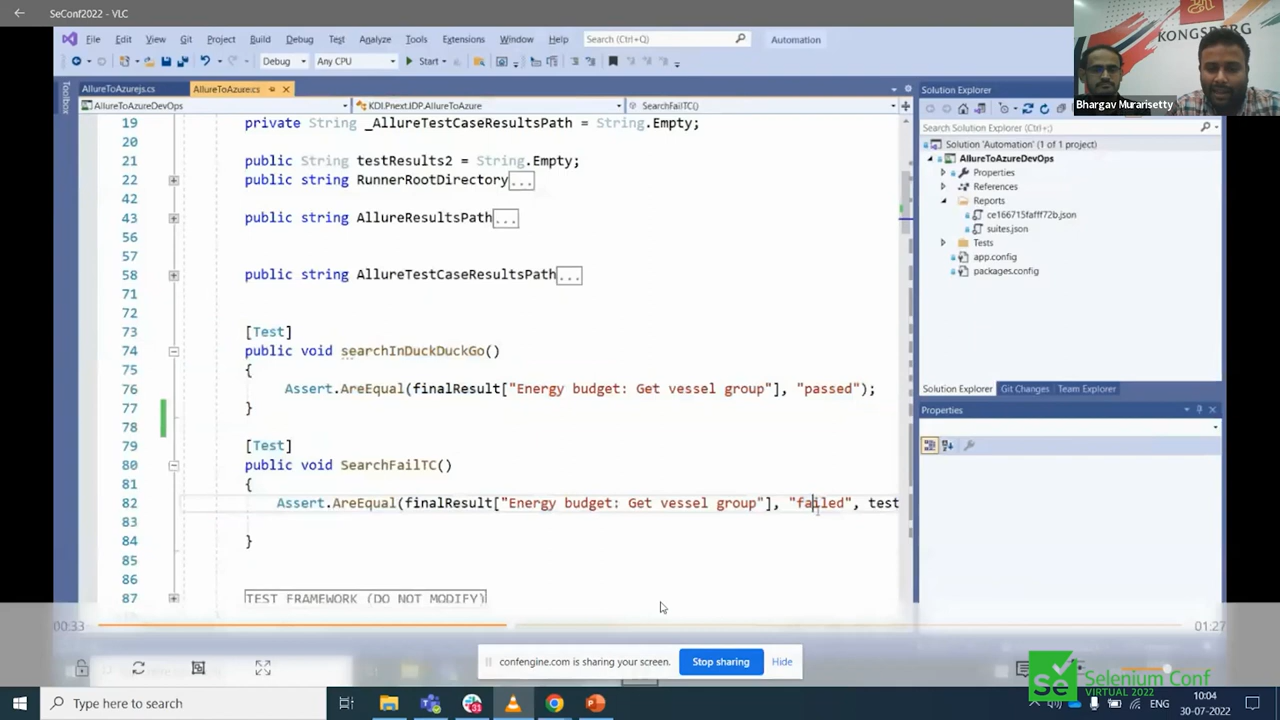 SeConf2022 - VLC
KONGSBERG
Bhargav Murarisetty
File Edit View Git Project Build Debug Test Analyze Tools Extensions Window Help Search (Ctrl+Q) Automation
Debug Any CPU Start
Toolbox
AllureToAzurejs.cs AllureToAzure.cs
AllureToAzureDevOps KDI.Pnext.IDP.AllureToAzure SearchFailTC()
19 private String _AllureTestCaseResultsPath = String.Empty;
20
21 public String testResults2 = String.Empty;
22 public string RunnerRootDirectory...
42
43 public string AllureResultsPath...
56
57
58 public string AllureTestCaseResultsPath...
71
72
73 [Test]
74 public void searchInDuckDuckGo()
75 {
76 Assert.AreEqual(finalResult["Energy budget: Get vessel group"], "passed");
77 }
78
79 [Test]
80 public void SearchFailTC()
81 {
82 Assert.AreEqual(finalResult["Energy budget: Get vessel group"], "failed", test
83
84 }
85
86
87 TEST FRAMEWORK (DO NOT MODIFY)
Solution Explorer
Search Solution Explorer (Ctrl+;)
Solution 'Automation' (1 of 1 project)
AllureToAzureDevOps
Properties
References
Reports
ce166715fafff72b.json
suites.json
Tests
app.config
packages.config
Solution Explorer Git Changes Team Explorer
Properties
00:33 01:27
confengine.com is sharing your screen. Stop sharing Hide
Se Selenium Conf
VIRTUAL 2022
Type here to search
ENG 10:04
30-07-2022